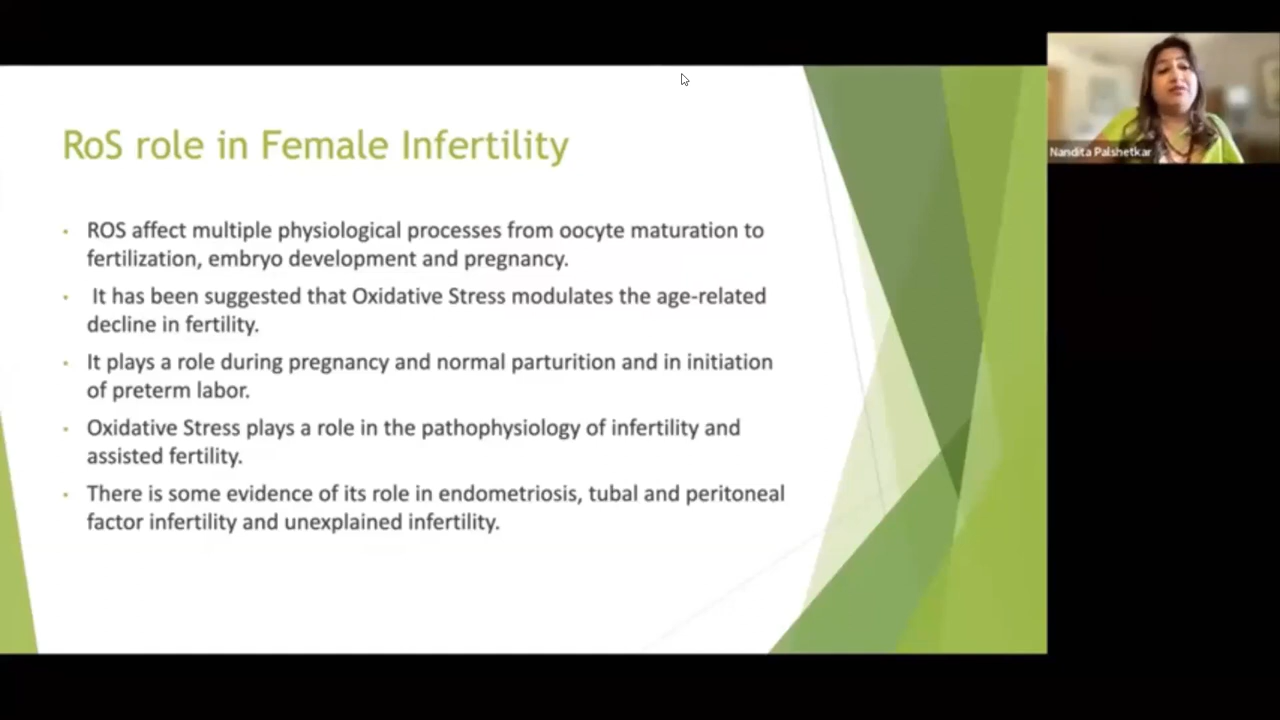 RoS role in Female Infertility
• ROS affect multiple physiological processes from oocyte maturation to
fertilization, embryo development and pregnancy.
• It has been suggested that Oxidative Stress modulates the age-related
decline in fertility.
• It plays a role during pregnancy and normal parturition and in initiation
of preterm labor.
• Oxidative Stress plays a role in the pathophysiology of infertility and
assisted fertility.
• There is some evidence of its role in endometriosis, tubal and peritoneal
factor infertility and unexplained infertility.
Nandita Palshetkar